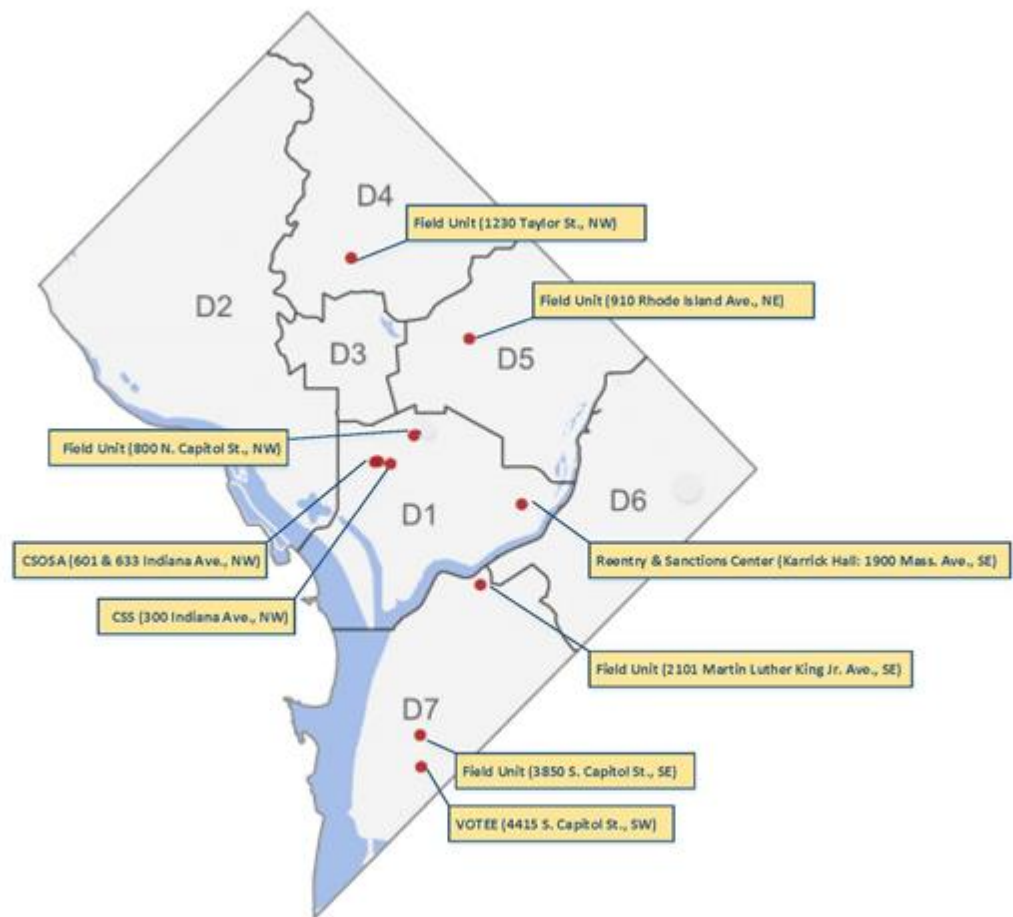 D4
Field Unit (1230 Taylor St., NW)
Field Unit (910 Rhode Island Ave., NE)
D2
D3
D5
Field Unit (800 N. Capitol St., NW)
D6
D1
CSOSA (601 & 633 Indiana Ave., NW)
Reentry & Sanctions Center (Karrick Hall: 1900 Mass. Ave., SE)
CSS (300 Indiana Ave., NW)
Field Unit (2101 Martin Luther King Jr. Ave., SE)
D7
Field Unit (3850 S. Capitol St., SE)
VOTEE (4415 S. Capitol St., SW)